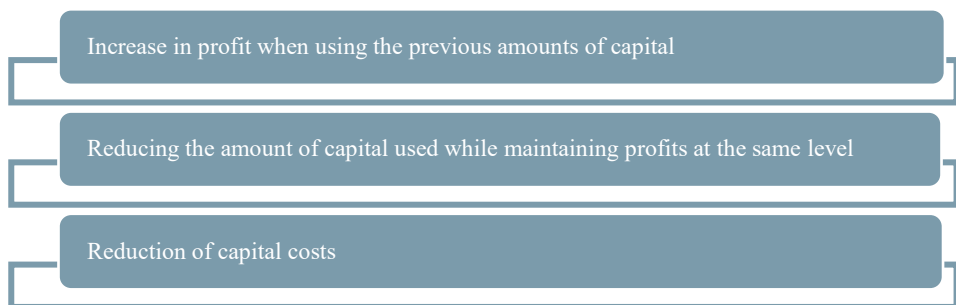 Increase in profit when using the previous amounts of capital
Reducing the amount of capital used while maintaining profits at the same level
Reduction of capital costs